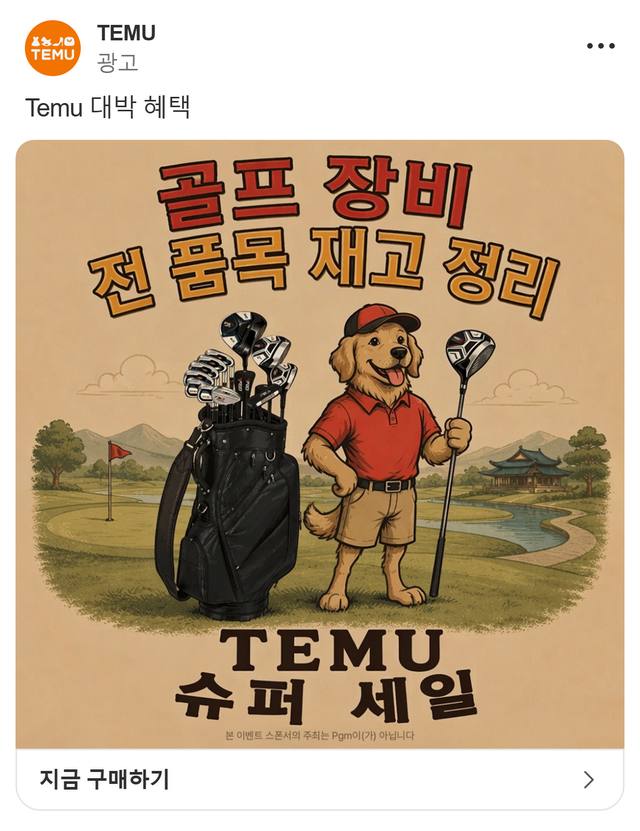 TEMU
TEMU
광고
Temu 대박 혜택
골프 장비
전 품목 재고 정리
TEMU
슈퍼 세일
본 이벤트 스폰서의 주최는 Pgm이(가) 아닙니다
지금 구매하기